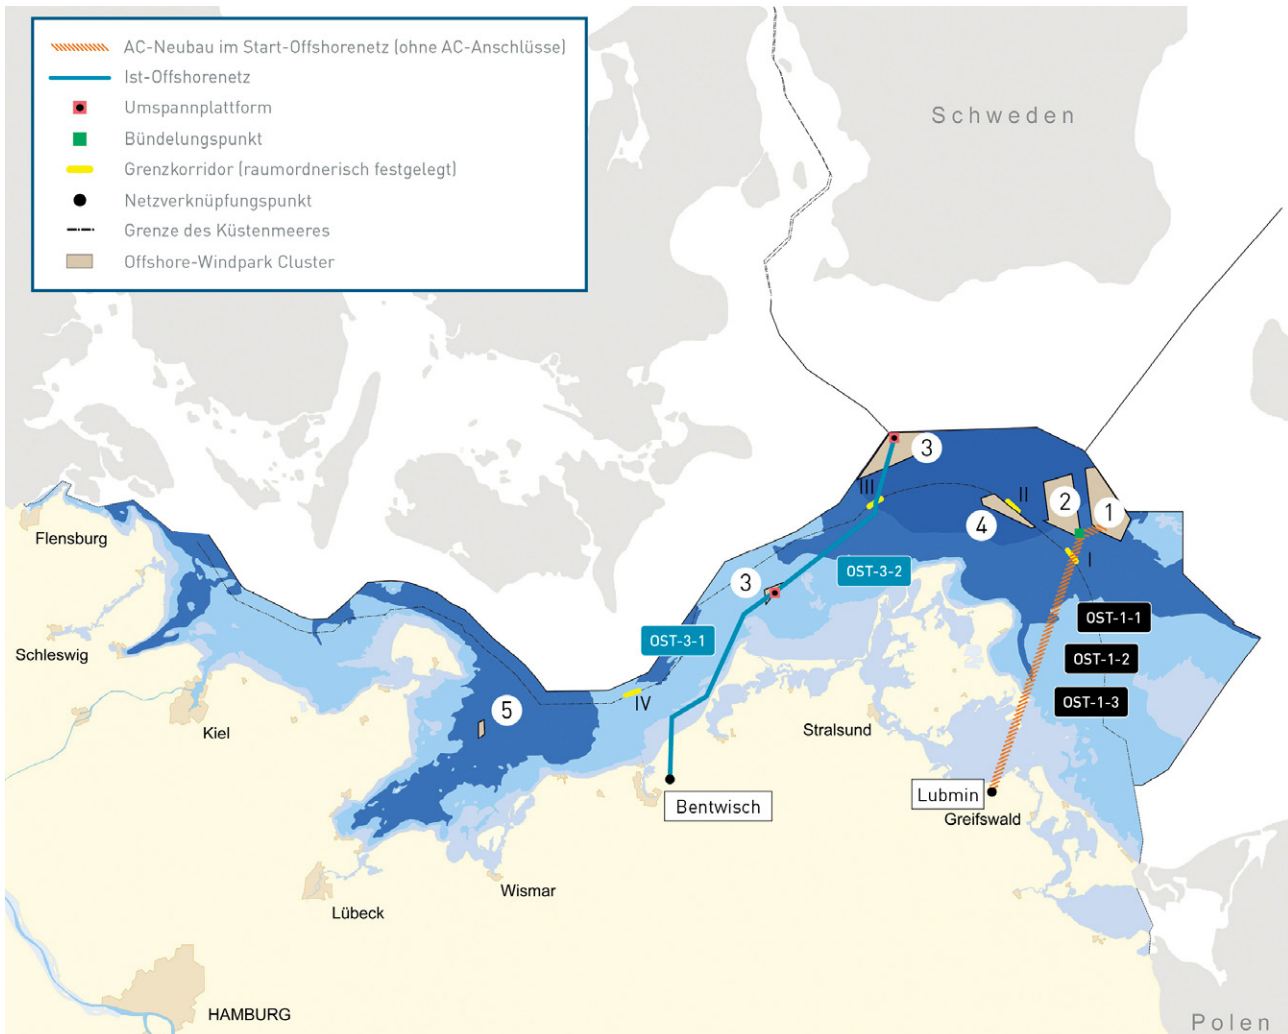 AC-Neubau im Start-Offshorenetz (ohne AC-Anschlüsse)
Ist-Offshorenetz
Umspannplattform
Bündelungspunkt
Grenzkorridor (raumordnerisch festgelegt)
Netzverknüpfungspunkt
Grenze des Küstenmeeres
Offshore-Windpark Cluster
Schweden
3
III
II
2
1
4
I
3
OST-3-2
OST-3-1
OST-1-1
OST-1-2
OST-1-3
IV
5
Flensburg
Schleswig
Kiel
Stralsund
Bentwisch
Lubmin
Greifswald
Wismar
Lübeck
HAMBURG
Polen